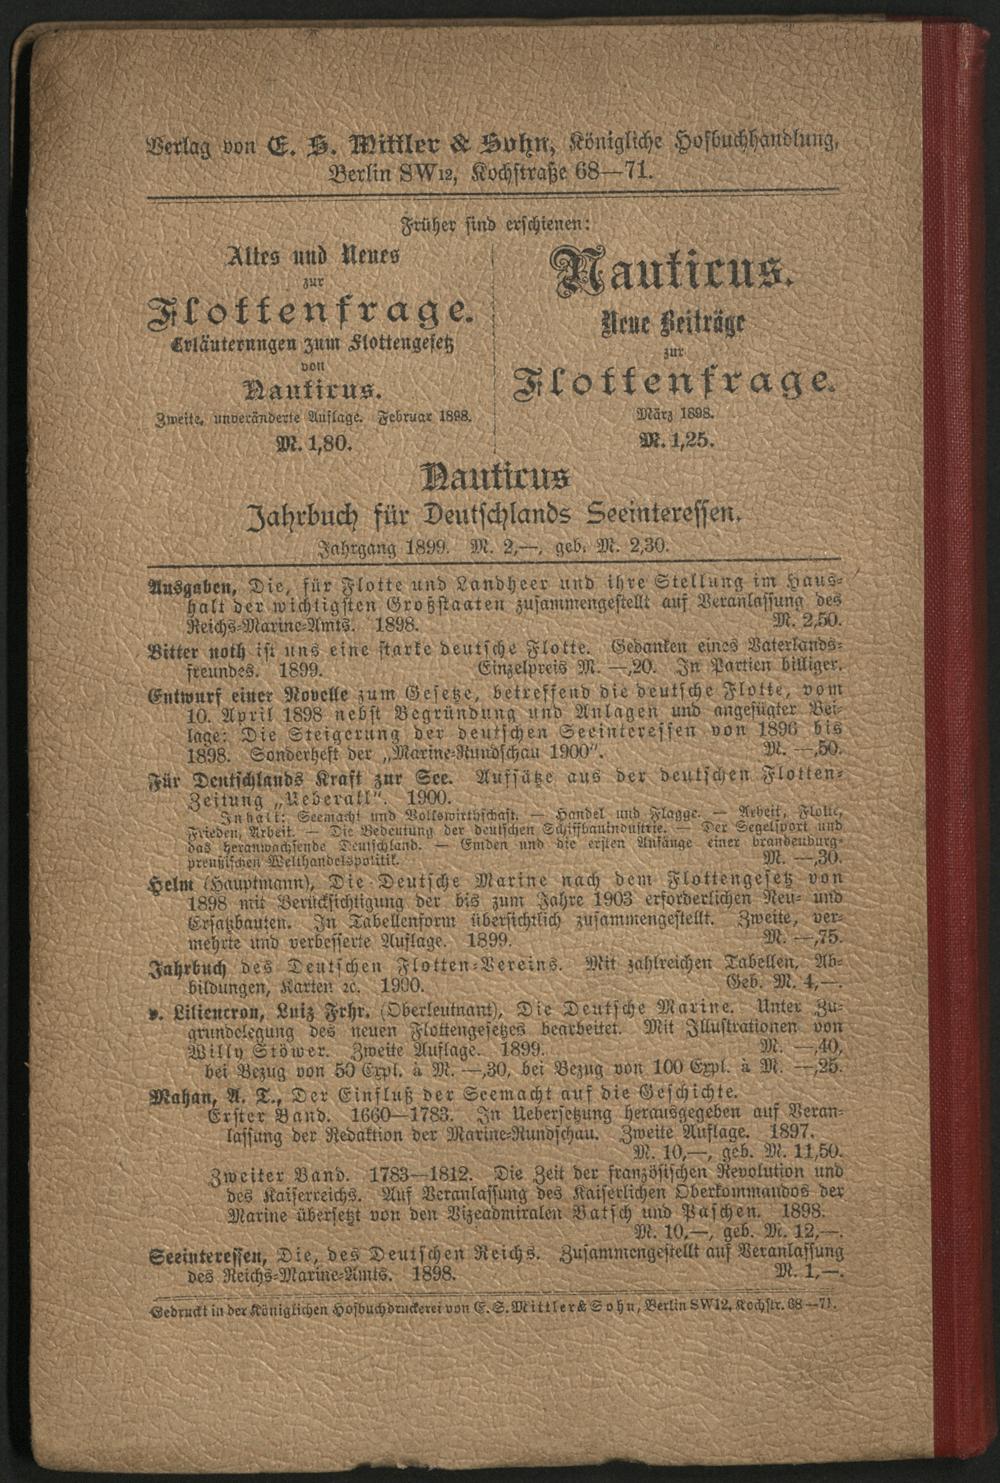 Verlag von E. S. Mittler & Sohn, Königliche Hofbuchhandlung,
Berlin SW12, Kochstraße 68—71.
Früher sind erschienen:
Altes und Neues
zur
Flottenfrage.
Erläuterungen zum Flottengesetz
von
Nauticus.
Zweite, unveränderte Auflage. Februar 1898.
M. 1,80.
Nauticus.
Neue Beiträge
zur
Flottenfrage.
März 1898.
M. 1,25.
Nauticus
Jahrbuch für Deutschlands Seeinteressen.
Jahrgang 1899. M. 2,—, geb. M. 2,30.
Ausgaben, Die, für Flotte und Landheer und ihre Stellung im Haus-
halt der wichtigsten Großstaaten zusammengestellt auf Veranlassung des
Reichs-Marine-Amts. 1898. M. 2,50.
Bitter noth ist uns eine starke deutsche Flotte. Gedanken eines Vaterlands-
freundes. 1899. Einzelpreis M. —,20. In Partien billiger.
Entwurf einer Novelle zum Gesetze, betreffend die deutsche Flotte, vom
10. April 1898 nebst Begründung und Anlagen und angefügter Bei-
lage: Die Steigerung der deutschen Seeinteressen von 1896 bis
1898. Sonderheft der „Marine-Rundschau 1900“. M. —,50.
Für Deutschlands Kraft zur See. Aufsätze aus der deutschen Flotten-
Zeitung „Ueberall“. 1900.
Inhalt: Seemacht und Volkswirthschaft. — Handel und Flagge. — Arbeit, Flotte,
Frieden, Arbeit. — Die Bedeutung der deutschen Schiffbauindustrie. — Der Segelsport und
das heranwachsende Deutschland. — Emden und die ersten Anfänge einer brandenburg-
preußischen Welthandelspolitik. M. —,30.
Helm (Hauptmann), Die Deutsche Marine nach dem Flottengesetz von
1898 mit Berücksichtigung der bis zum Jahre 1903 erforderlichen Neu- und
Ersatzbauten. In Tabellenform übersichtlich zusammengestellt. Zweite, ver-
mehrte und verbesserte Auflage. 1899. M. —,75.
Jahrbuch des Deutschen Flotten-Vereins. Mit zahlreichen Tabellen, Ab-
bildungen, Karten ꝛc. 1900. Geb. M. 4,—.
v. Liliencron, Luiz Frhr. (Oberleutnant), Die Deutsche Marine. Unter Zu-
grundelegung des neuen Flottengesetzes bearbeitet. Mit Illustrationen von
Willy Stöwer. Zweite Auflage. 1899. M. —,40,
bei Bezug von 50 Expl. à M. —,30, bei Bezug von 100 Expl. à M. —,25.
Mahan, A. T., Der Einfluß der Seemacht auf die Geschichte.
Erster Band. 1660—1783. In Uebersetzung herausgegeben auf Veran-
lassung der Redaktion der Marine-Rundschau. Zweite Auflage. 1897.
M. 10,—, geb. M. 11,50.
Zweiter Band. 1783—1812. Die Zeit der französischen Revolution und
des Kaiserreichs. Auf Veranlassung des Kaiserlichen Oberkommandos der
Marine übersetzt von den Vizeadmiralen Batsch und Paschen. 1898.
M. 10,—, geb. M. 12,—.
Seeinteressen, Die, des Deutschen Reichs. Zusammengestellt auf Veranlassung
des Reichs-Marine-Amts. 1898. M. 1,—.
Gedruckt in der Königlichen Hofbuchdruckerei von E. S. Mittler & Sohn, Berlin SW12, Kochstr. 68—71.